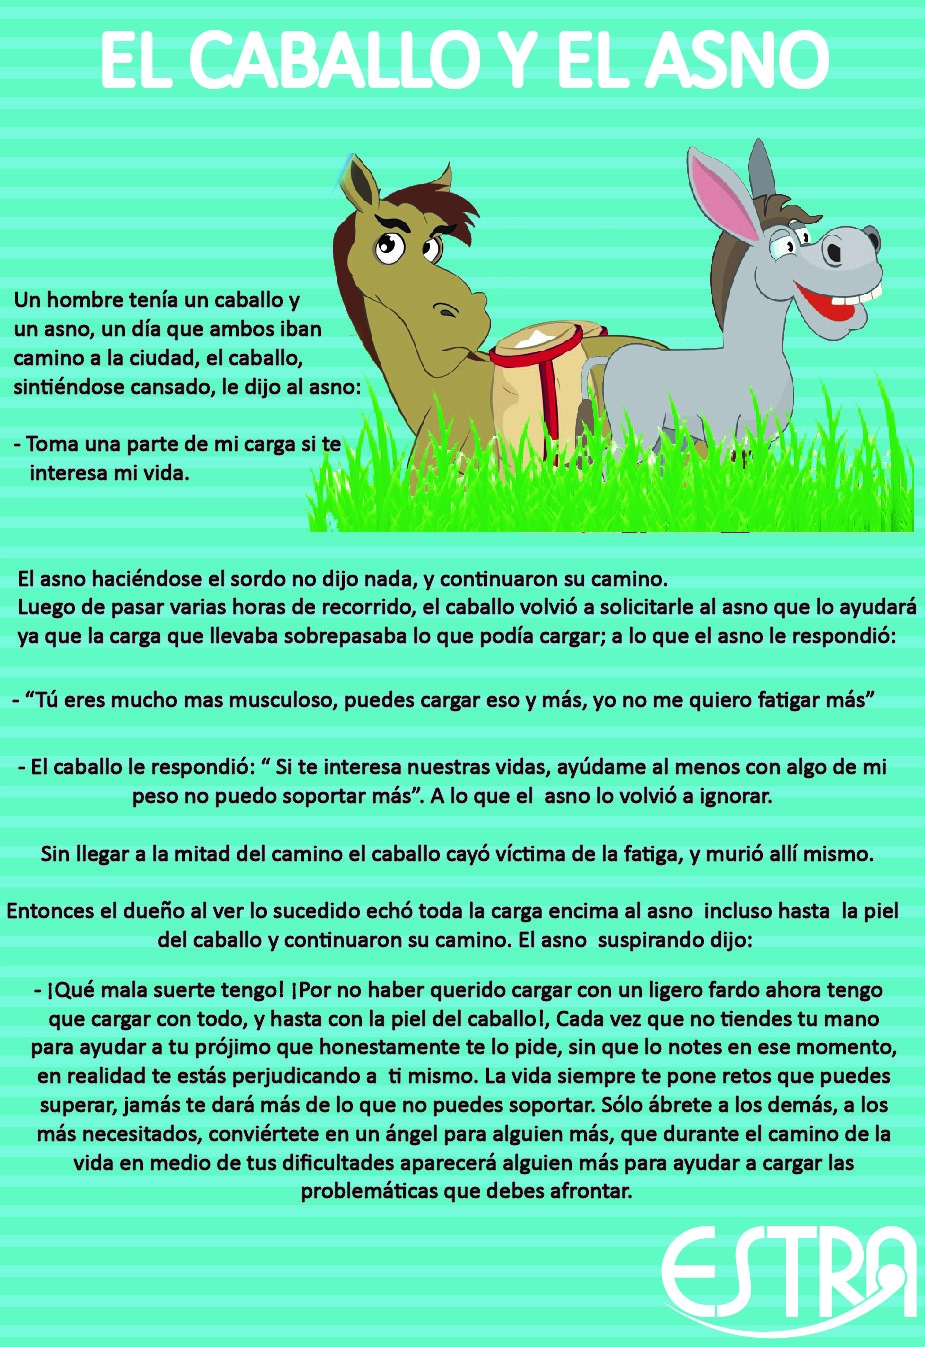 EL CABALLO Y EL ASNO
Un hombre tenía un caballo y
un asno, un día que ambos iban
camino a la ciudad, el caballo,
sintiéndose cansado, le dijo al asno:
- Toma una parte de mi carga si te
interesa mi vida.
El asno haciéndose el sordo no dijo nada, y continuaron su camino.
Luego de pasar varias horas de recorrido, el caballo volvió a solicitarle al asno que lo ayudará
ya que la carga que llevaba sobrepasaba lo que podía cargar; a lo que el asno le respondió:
- “Tú eres mucho mas musculoso, puedes cargar eso y más, yo no me quiero fatigar más”
- El caballo le respondió: “ Si te interesa nuestras vidas, ayúdame al menos con algo de mi
peso no puedo soportar más”. A lo que el asno lo volvió a ignorar.
Sin llegar a la mitad del camino el caballo cayó víctima de la fatiga, y murió allí mismo.
Entonces el dueño al ver lo sucedido echó toda la carga encima al asno incluso hasta la piel
del caballo y continuaron su camino. El asno suspirando dijo:
- ¡Qué mala suerte tengo! ¡Por no haber querido cargar con un ligero fardo ahora tengo
que cargar con todo, y hasta con la piel del caballo!, Cada vez que no tiendes tu mano
para ayudar a tu prójimo que honestamente te lo pide, sin que lo notes en ese momento,
en realidad te estás perjudicando a ti mismo. La vida siempre te pone retos que puedes
superar, jamás te dará más de lo que no puedes soportar. Sólo ábrete a los demás, a los
más necesitados, conviértete en un ángel para alguien más, que durante el camino de la
vida en medio de tus dificultades aparecerá alguien más para ayudar a cargar las
problemáticas que debes afrontar.
ESTRA